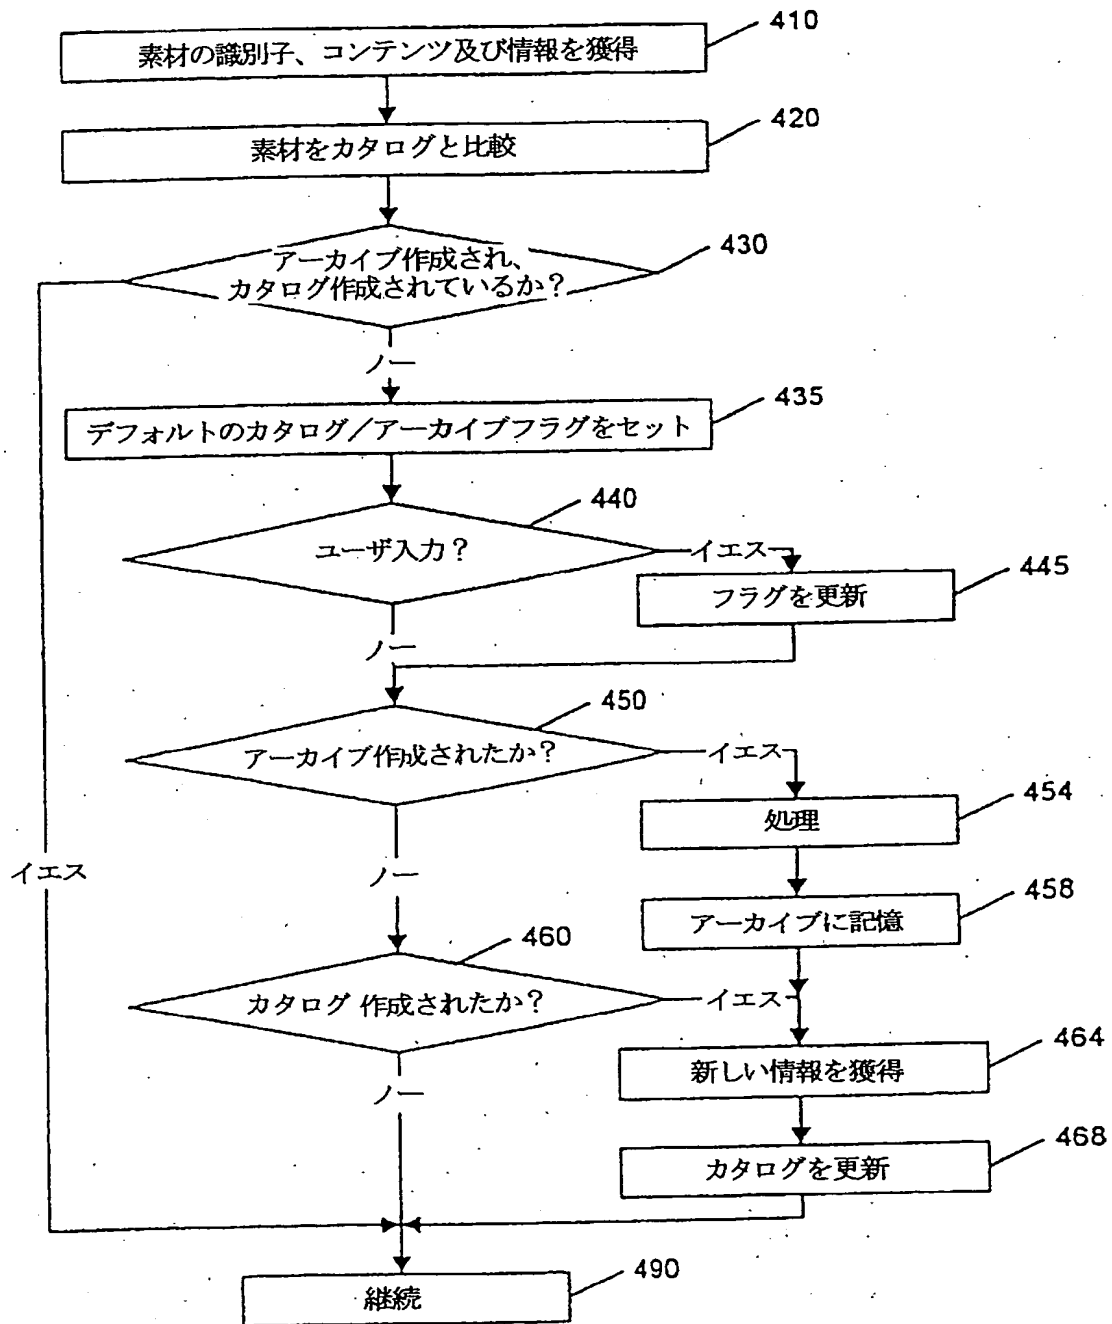 410
素材の識別子、コンテンツ及び情報を獲得
420
素材をカタログと比較
430
アーカイブ作成され、
カタログ作成されているか？
ノー
435
デフォルトのカタログ／アーカイブフラグをセット
440
ユーザ入力？
イエス
445
フラグを更新
ノー
450
アーカイブ作成されたか？
イエス
454
処理
イエス
ノー
458
アーカイブに記憶
460
カタログ 作成されたか？
イエス
464
新しい情報を獲得
ノー
468
カタログを更新
490
継続